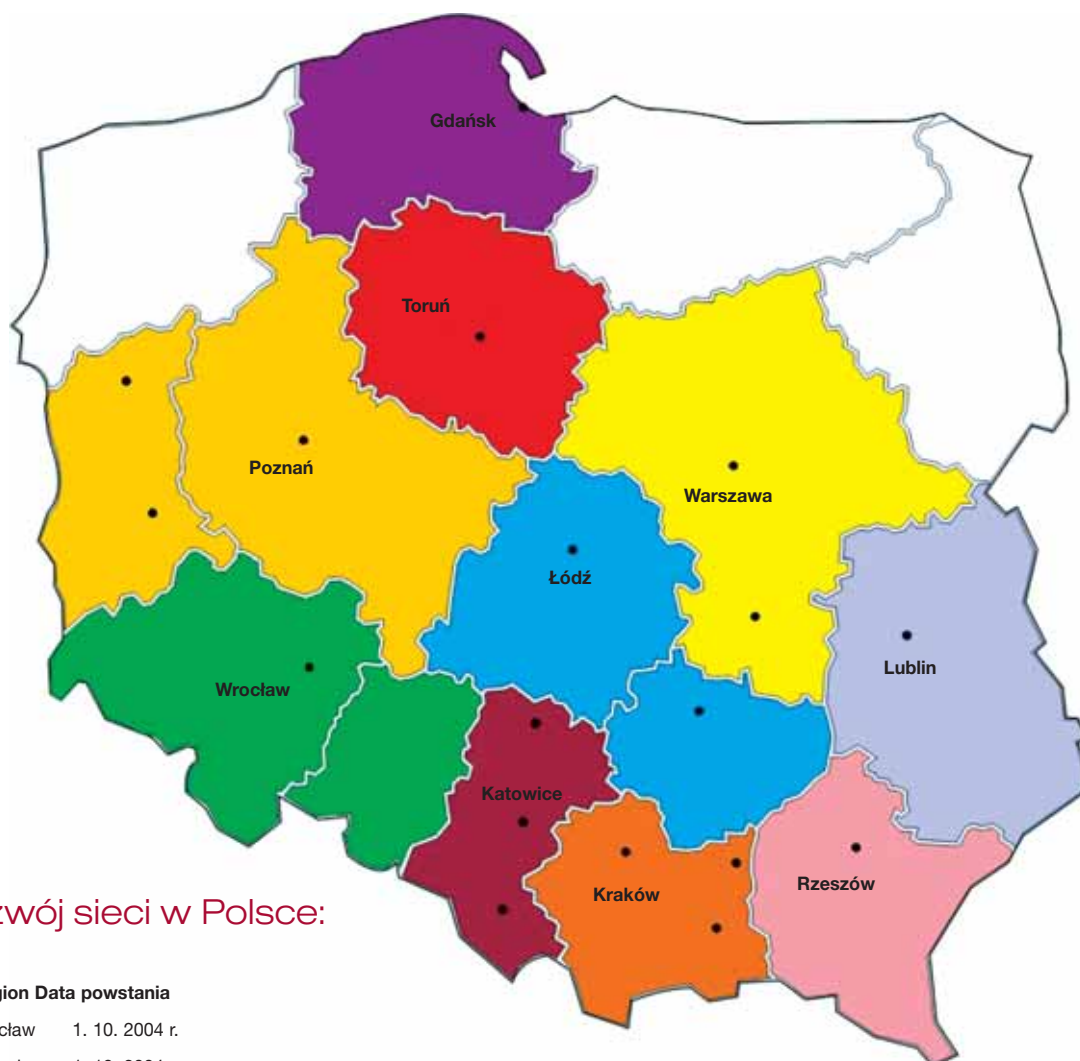 Gdańsk
Toruń
Poznań
Warszawa
Łódź
Wrocław
Lublin
Katowice
Kraków
Rzeszów
zwój sieci w Polsce:
gion Data powstania
cław 1. 10. 2004 r.